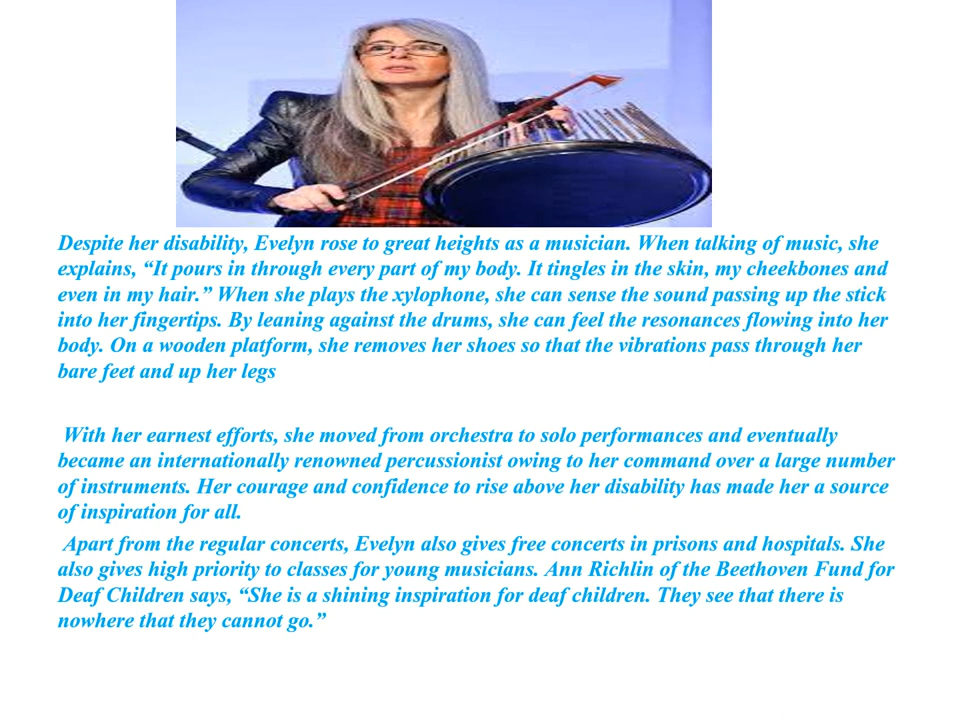 Despite her disability, Evelyn rose to great heights as a musician. When talking of music, she
explains, “It pours in through every part of my body. It tingles in the skin, my cheekbones and
even in my hair.” When she plays the xylophone, she can sense the sound passing up the stick
into her fingertips. By leaning against the drums, she can feel the resonances flowing into her
body. On a wooden platform, she removes her shoes so that the vibrations pass through her
bare feet and up her legs
With her earnest efforts, she moved from orchestra to solo performances and eventually
became an internationally renowned percussionist owing to her command over a large number
of instruments. Her courage and confidence to rise above her disability has made her a source
of inspiration for all.
Apart from the regular concerts, Evelyn also gives free concerts in prisons and hospitals. She
also gives high priority to classes for young musicians. Ann Richlin of the Beethoven Fund for
Deaf Children says, “She is a shining inspiration for deaf children. They see that there is
nowhere that they cannot go.”